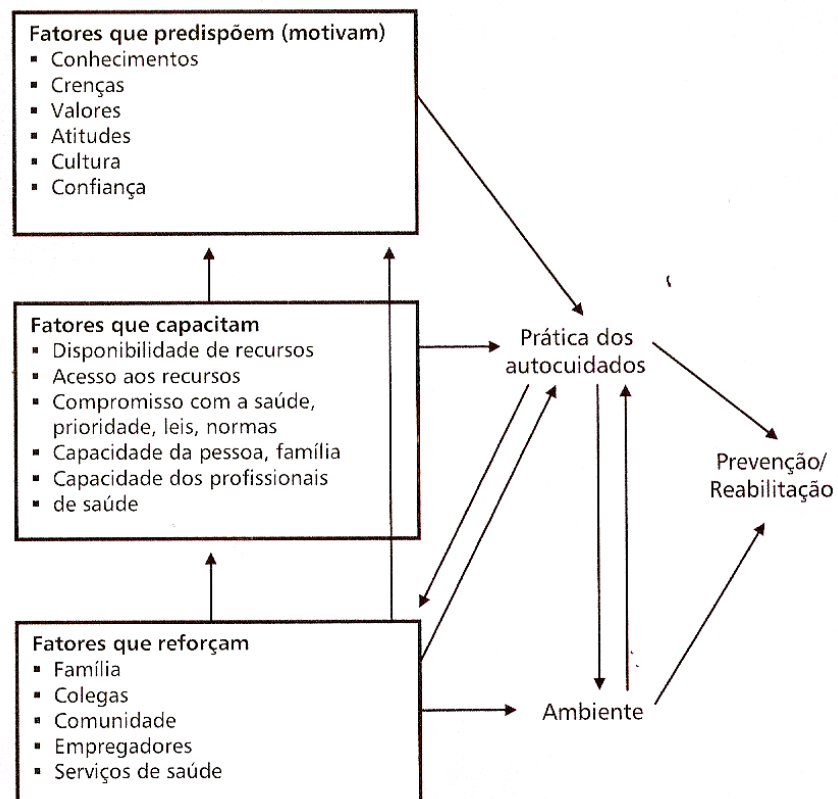 Fatores que predispõem (motivam)
▪ Conhecimentos
▪ Crenças
▪ Valores
▪ Atitudes
▪ Cultura
▪ Confiança
Fatores que capacitam
▪ Disponibilidade de recursos
▪ Acesso aos recursos
▪ Compromisso com a saúde,
prioridade, leis, normas
▪ Capacidade da pessoa, família
▪ Capacidade dos profissionais
▪ de saúde
Fatores que reforçam
▪ Família
▪ Colegas
▪ Comunidade
▪ Empregadores
▪ Serviços de saúde
Prática dos
autocuidados
Ambiente
Prevenção/
Reabilitação